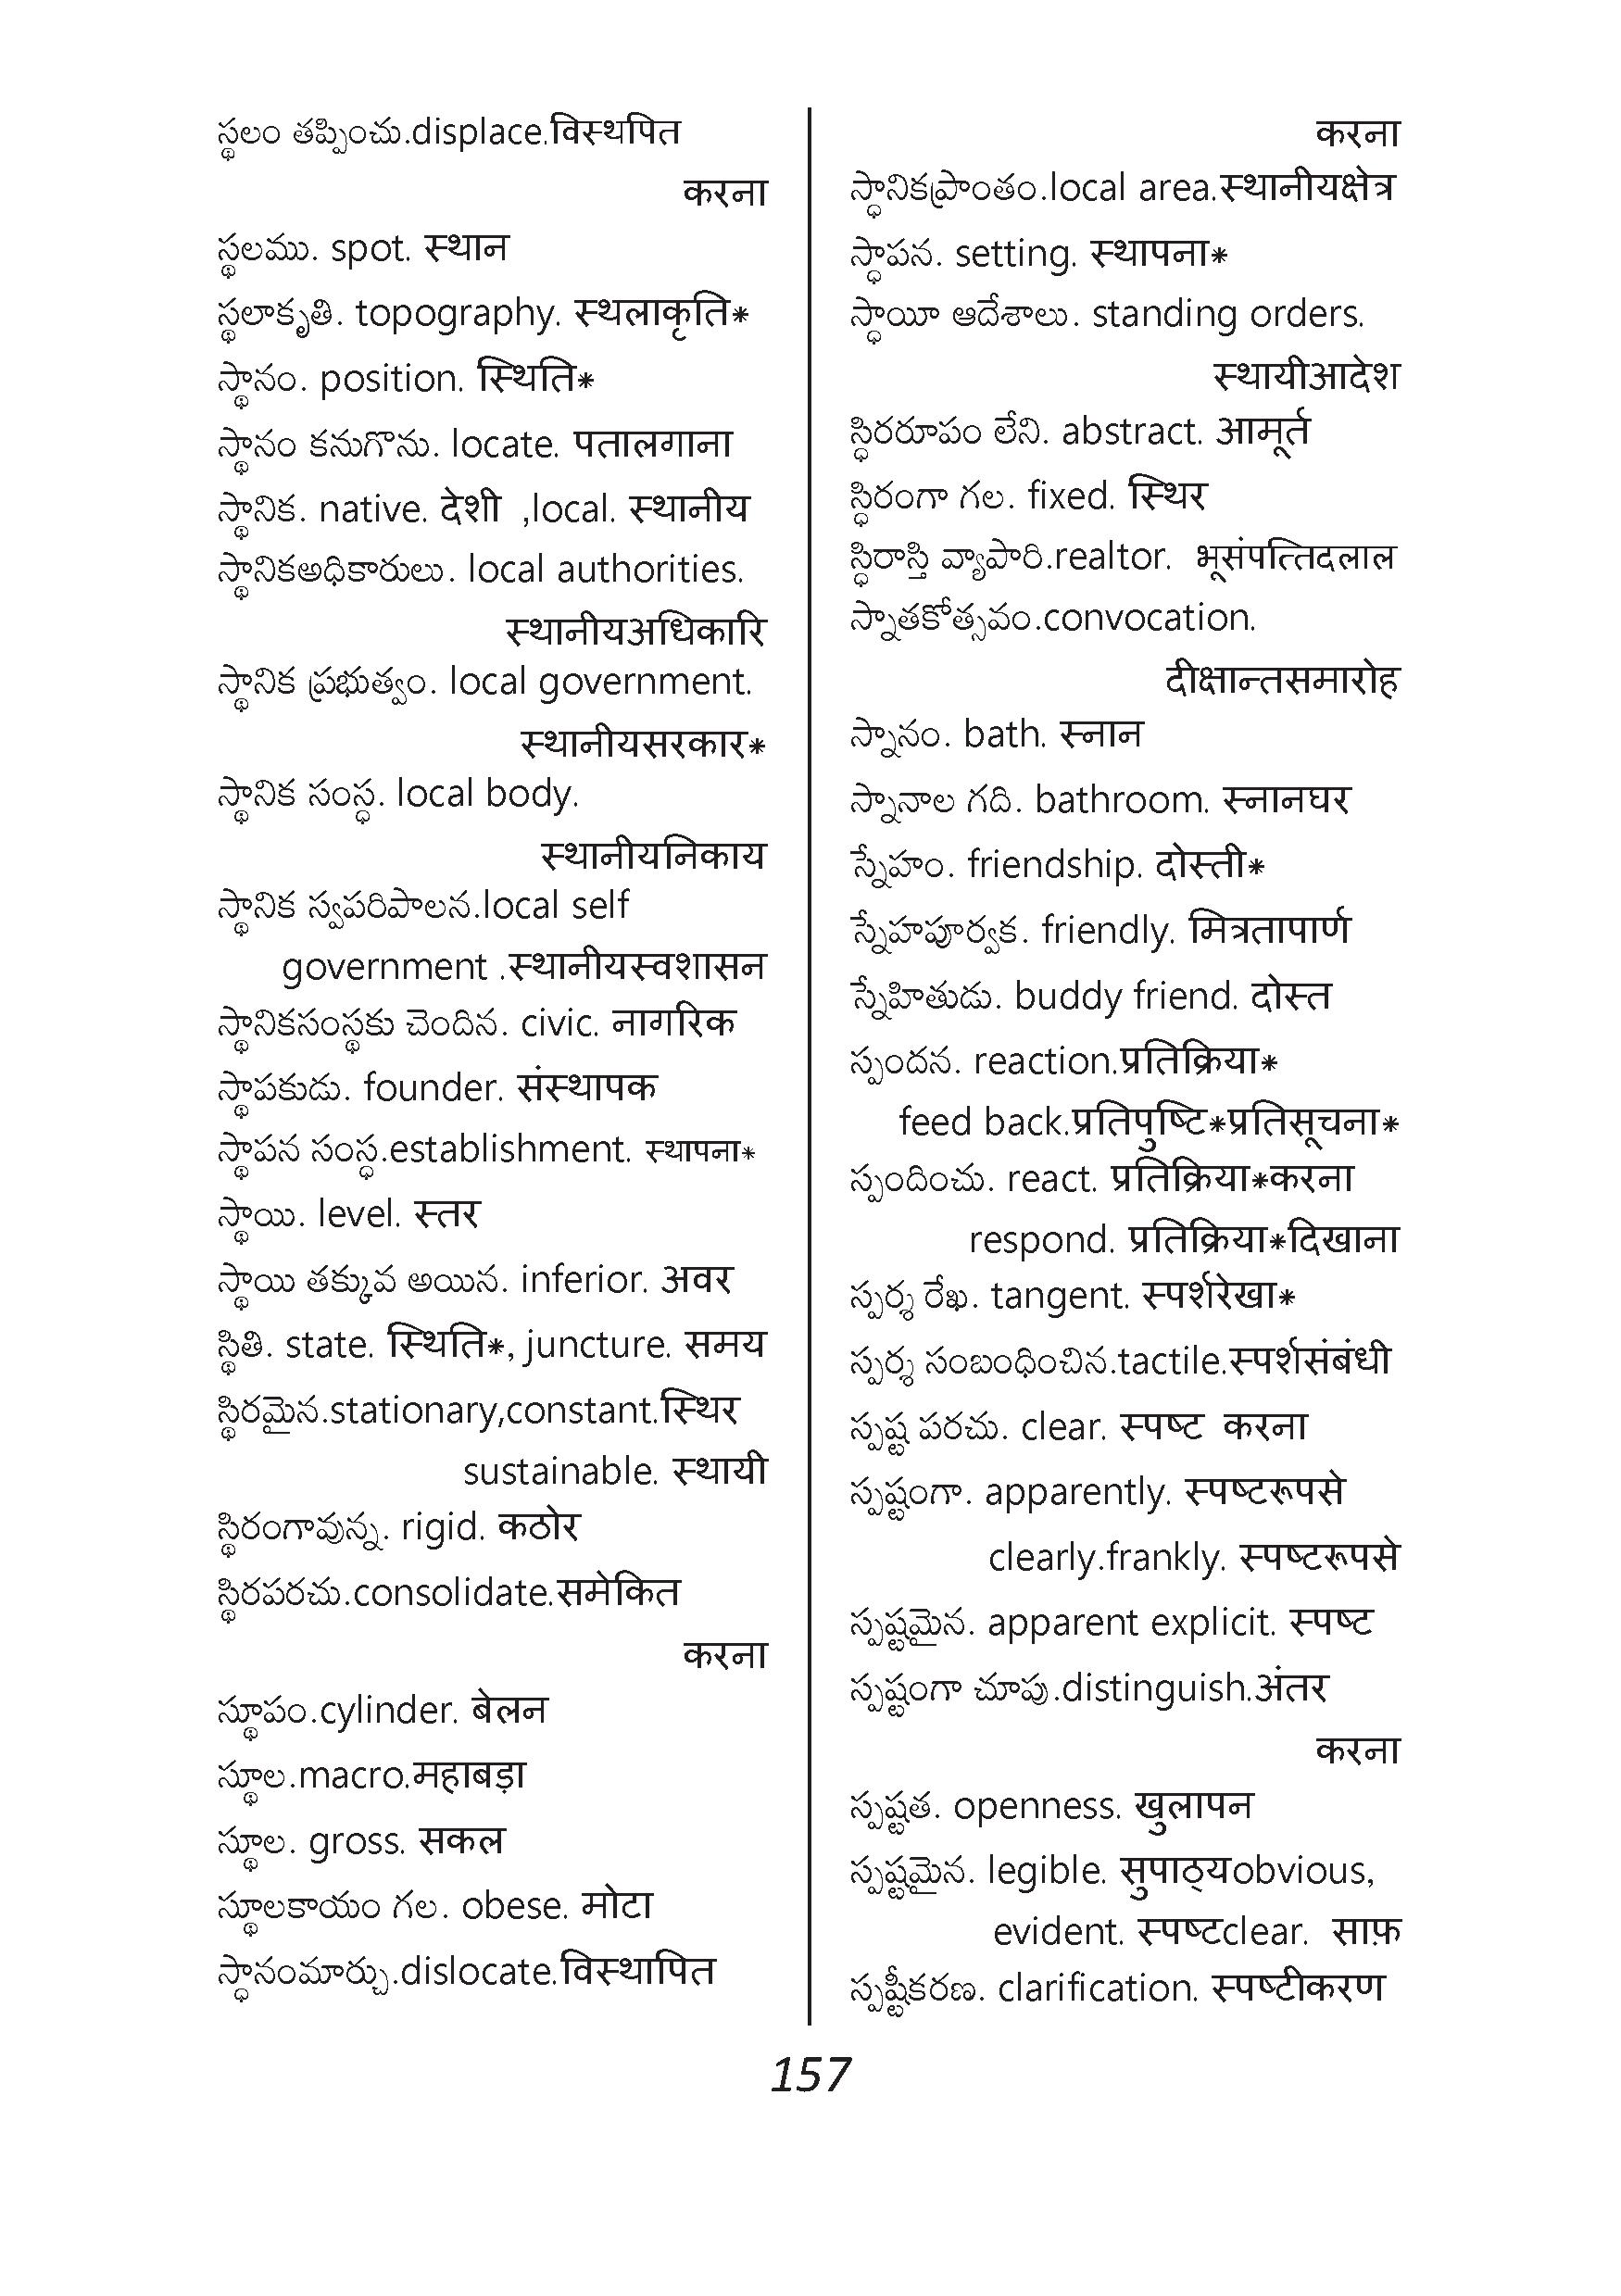 స్థలం తప్పించు.displace.विस्थपित
करना
స్థలము. spot. स्थान
స్థలాకృతి. topography. स्थलाकृति*
స్థానం. position. स्थिति*
స్థానం కనుగొను. locate. पतालगाना
స్థానిక. native. देशी ,local. स्थानीय
స్థానికఅధికారులు. local authorities.
स्थानीयअधिकारि
స్థానిక ప్రభుత్వం. local government.
स्थानीयसरकार*
స్థానిక సంస్ధ. local body.
स्थानीयनिकाय
స్థానిక స్వపరిపాలన.local self
government .स्थानीयस्वशासन
స్థానికసంస్థకు చెందిన. civic. नागरिक
స్థాపకుడు. founder. संस्थापक
స్థాపన సంస్ధ.establishment. स्थापना*
స్థాయి. level. स्तर
స్థాయి తక్కువ అయిన. inferior. अवर
స్థితి. state. स्थिति*, juncture. समय
స్థిరమైన.stationary,constant.स्थिर
sustainable. स्थायी
స్థిరంగావున్న. rigid. कठोर
స్థిరపరచు.consolidate.समेकित
करना
స్థూపం.cylinder. बेलन
స్థూల.macro.महाबड़ा
స్థూల. gross. सकल
స్థూలకాయం గల. obese. मोटा
స్ధానంమార్చు.dislocate.विस्थापित
करना
స్ధానికప్రాంతం.local area.स्थानीयक्षेत्र
స్ధాపన. setting. स्थापना*
స్ధాయీ ఆదేశాలు. standing orders.
स्थायीआदेश
స్ధిరరూపం లేని. abstract. आमूर्त
స్ధిరంగా గల. fixed. स्थिर
స్ధిరాస్తి వ్యాపారి.realtor. भूसंपत्तिदलाल
స్నాతకోత్సవం.convocation.
दीक्षान्तसमारोह
స్నానం. bath. स्नान
స్నానాల గది. bathroom. स्नानघर
స్నేహం. friendship. दोस्ती*
స్నేహపూర్వక. friendly. मित्रतापार्ण
స్నేహితుడు. buddy friend. दोस्त
స్పందన. reaction.प्रतिक्रिया*
feed back.प्रतिपुष्टि*प्रतिसूचना*
స్పందించు. react. प्रतिक्रिया*करना
respond. प्रतिक्रिया*दिखाना
స్పర్శ రేఖ. tangent. स्पर्शरेखा*
స్పర్శ సంబంధించిన.tactile.स्पर्शसंबंधी
స్పష్ట పరచు. clear. स्पष्ट करना
స్పష్టంగా. apparently. स्पष्टरूपसे
clearly.frankly. स्पष्टरूपसे
స్పష్టమైన. apparent explicit. स्पष्ट
స్పష్టంగా చూపు.distinguish.अंतर
करना
స్పష్టత. openness. खुलापन
స్పష్టమైన. legible. सुपाठ्यobvious,
evident. स्पष्टclear. साफ़
స్పష్టీకరణ. clarification. स्पष्टीकरण
157